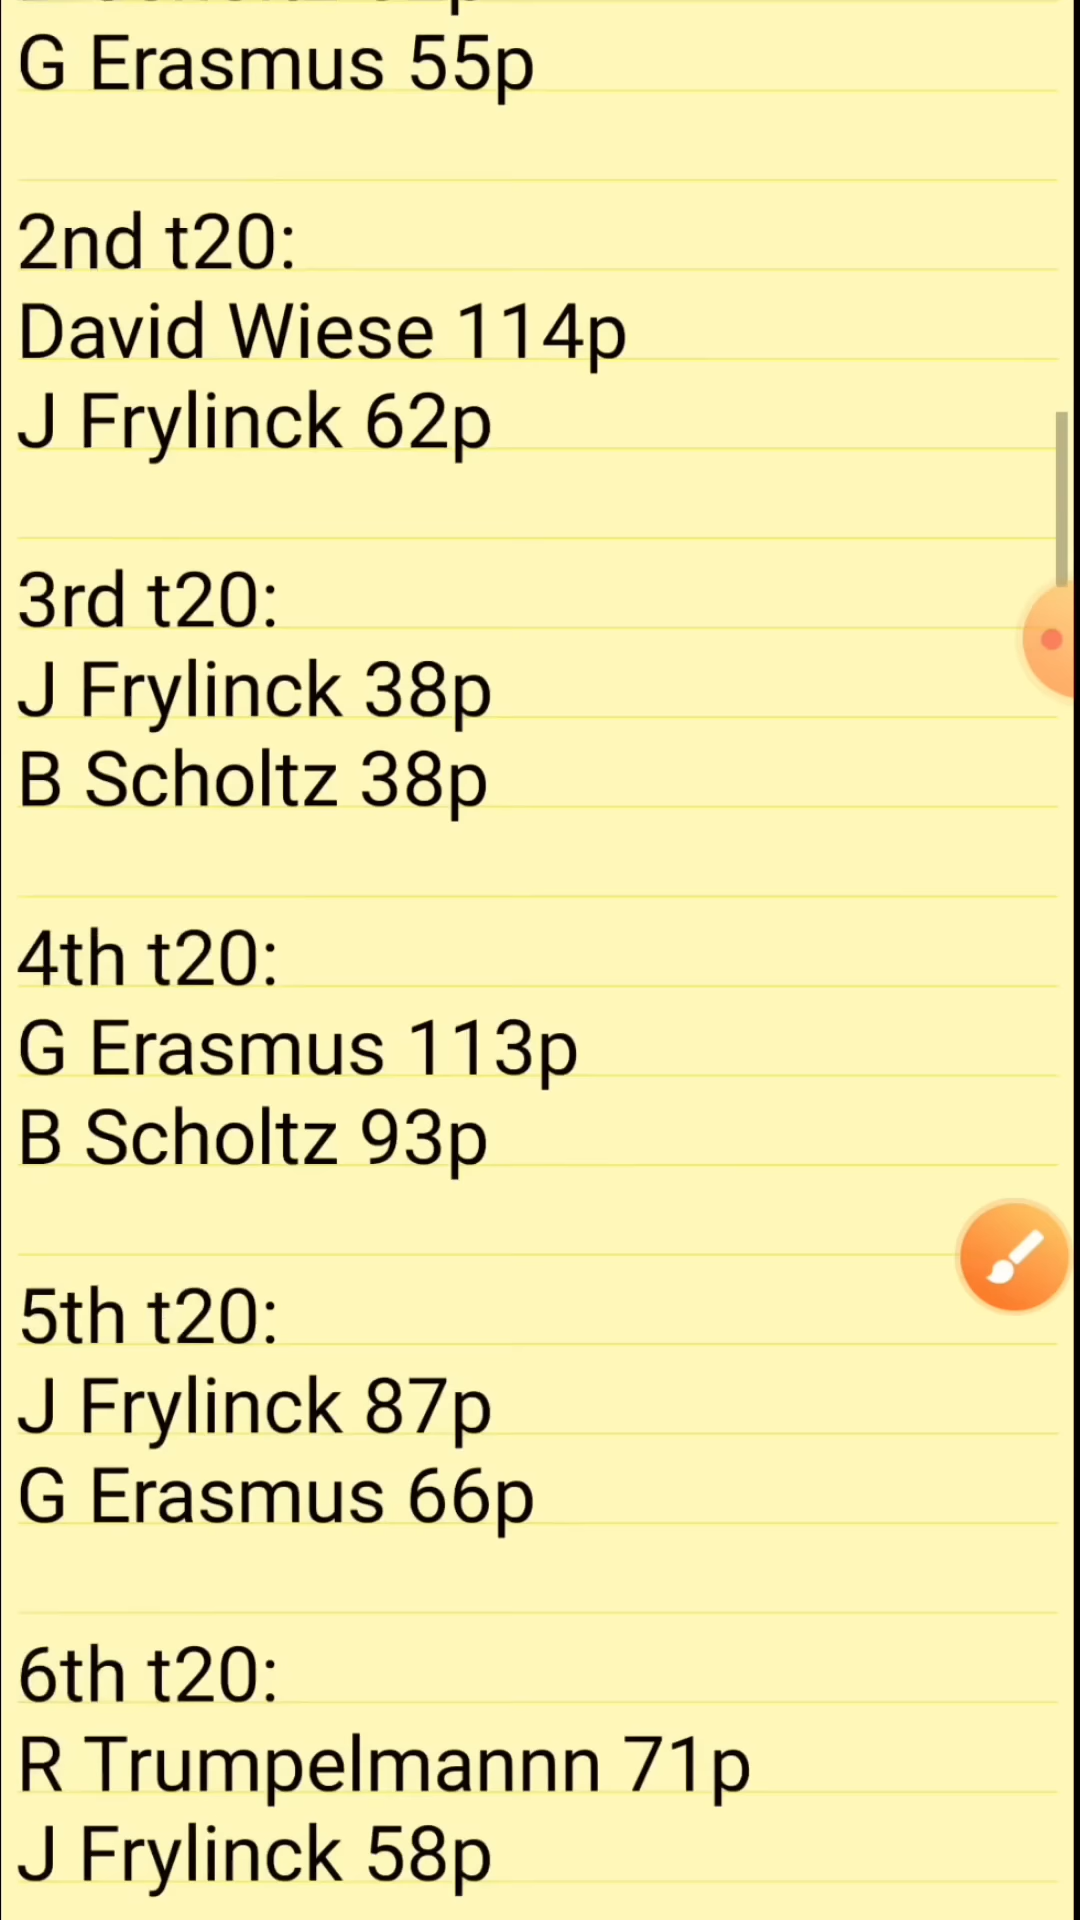 G Erasmus 55p
2nd t20:
David Wiese 114p
J Frylinck 62p
3rd t20:
J Frylinck 38p
B Scholtz 38p
4th t20:
G Erasmus 113p
B Scholtz 93p
5th t20:
J Frylinck 87p
G Erasmus 66p
6th t20:
R Trumpelmannn 71p
J Frylinck 58p